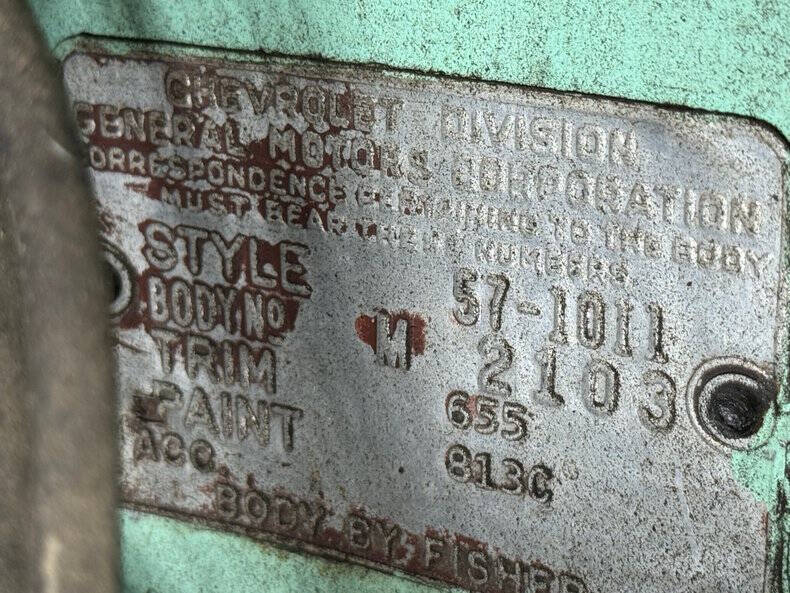 CHEVROLET DIVISION
GENERAL MOTORS CORPORATION
CORRESPONDENCE PERTAINING TO THE BODY
MUST BEAR THESE NUMBERS
STYLE 57-1011
BODY NO. M 2103
TRIM 655
PAINT 813C
ACC.
BODY BY FISHER